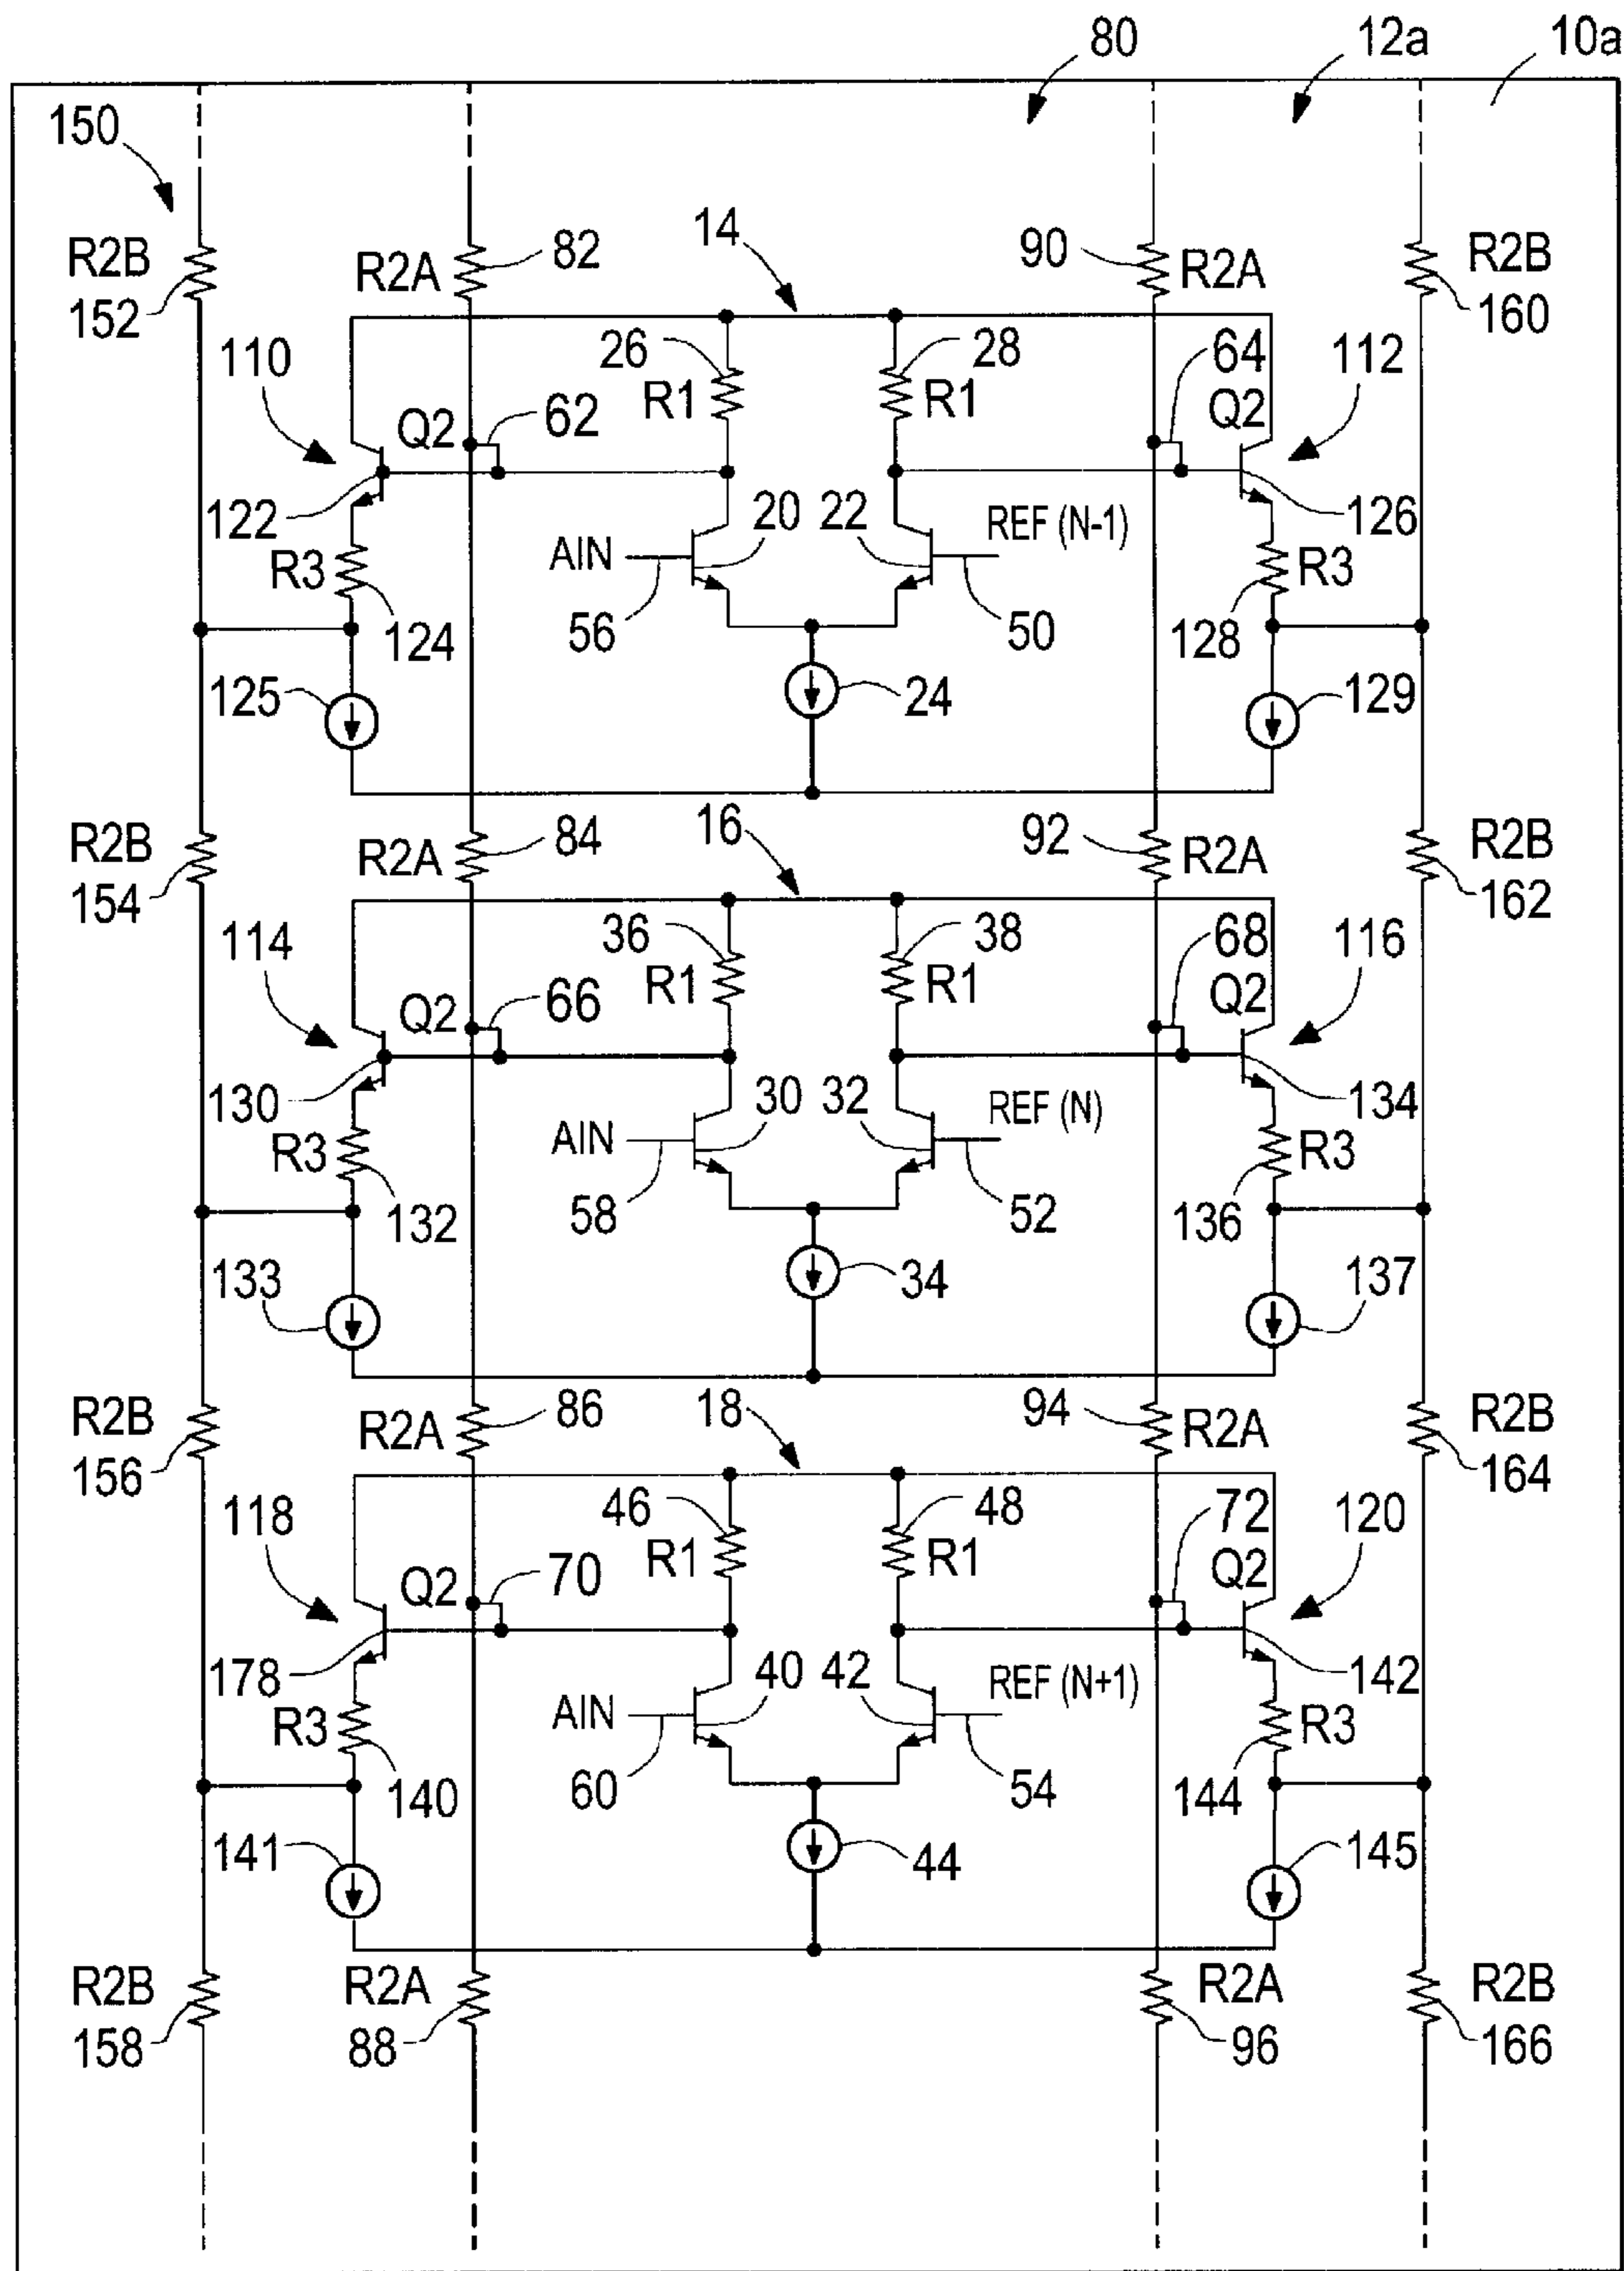 80 12a 10a
150
14
R2B 152
R2A 82
90 R2A
R2B 160
26 R1
28 R1
64
110
Q2 62
Q2
112
122
20 22
REF (N-1)
126
AIN
R3 124
56
50
R3 128
125
24
129
16
R2B 154
R2A 84
92 R2A
R2B 162
36 R1
38 R1
68
114
Q2 66
Q2
116
130
30 32
REF (N)
134
AIN
R3 132
58
52
R3 136
133
34
137
18
R2B 156
R2A 86
94 R2A
R2B 164
46 R1
48 R1
72
118
Q2 70
Q2
120
178
40 42
REF (N+1)
142
AIN
R3 140
60
54
R3 144
141
44
145
R2B 158
R2A 88
R2A 96
R2B 166